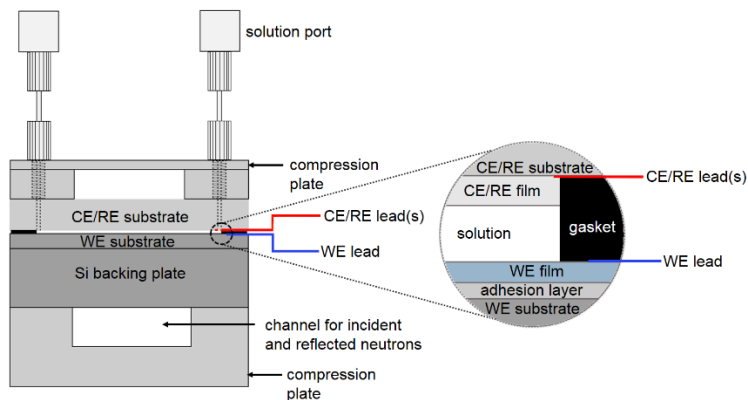 solution port
compression
plate
CE/RE substrate
CE/RE lead(s)
WE substrate
WE lead
Si backing plate
channel for incident
and reflected neutrons
compression
plate
CE/RE substrate
CE/RE lead(s)
CE/RE film
solution
gasket
WE lead
WE film
adhesion layer
WE substrate